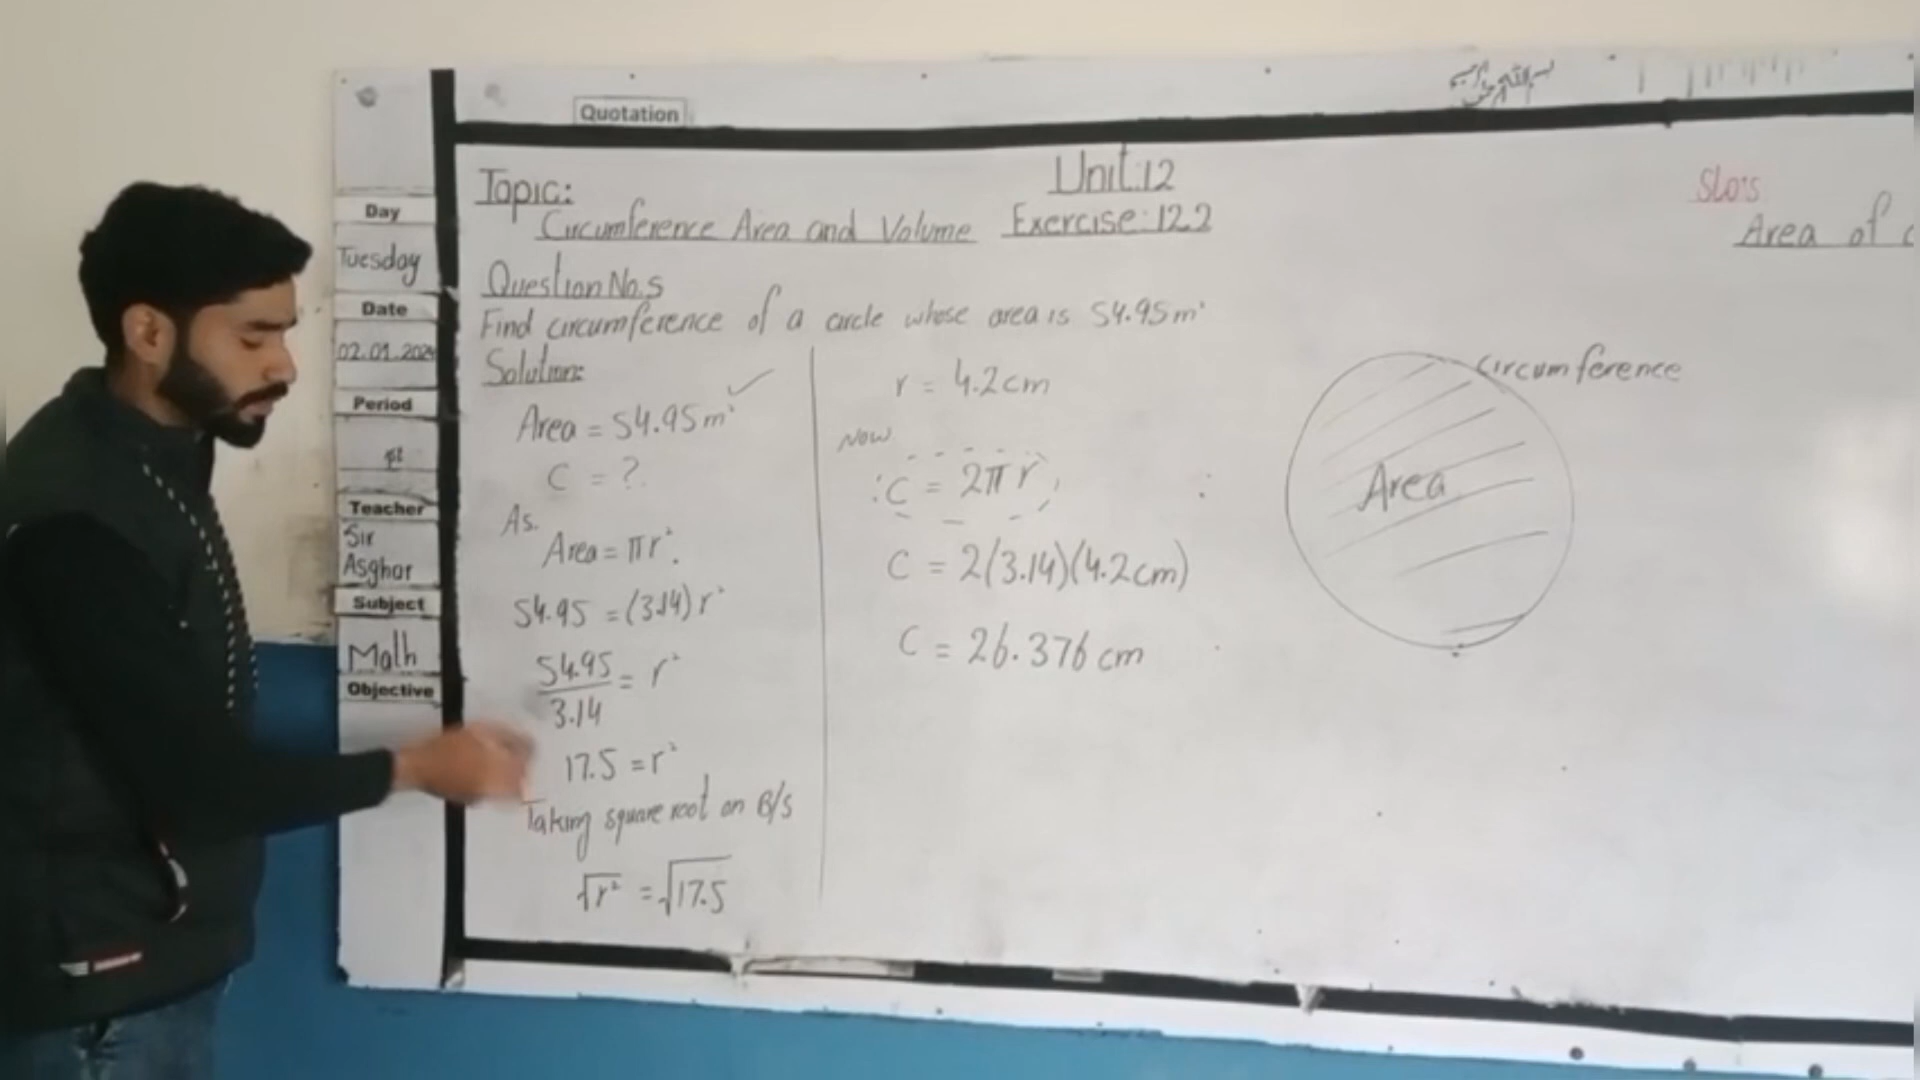 Quotation
Day
Tuesday
Date
02.01.2024
Period
1st
Teacher
Sir
Asghar
Subject
Math
Objective
Unit:12
Topic:
Circumference Area and Volume Exercise:12.2
SLO's
Area of
Question No.5
Find circumference of a circle whose area is 54.95m²
Solution:
Area = 54.95m²
C = ?
As.
Area = πr².
54.95 = (3.14) r²
54.95/3.14 = r²
17.5 = r²
Taking square root on B/S
√r² = √17.5
r = 4.2cm
Now
C = 2πr
C = 2(3.14)(4.2cm)
C = 26.376 cm
Circumference
Area